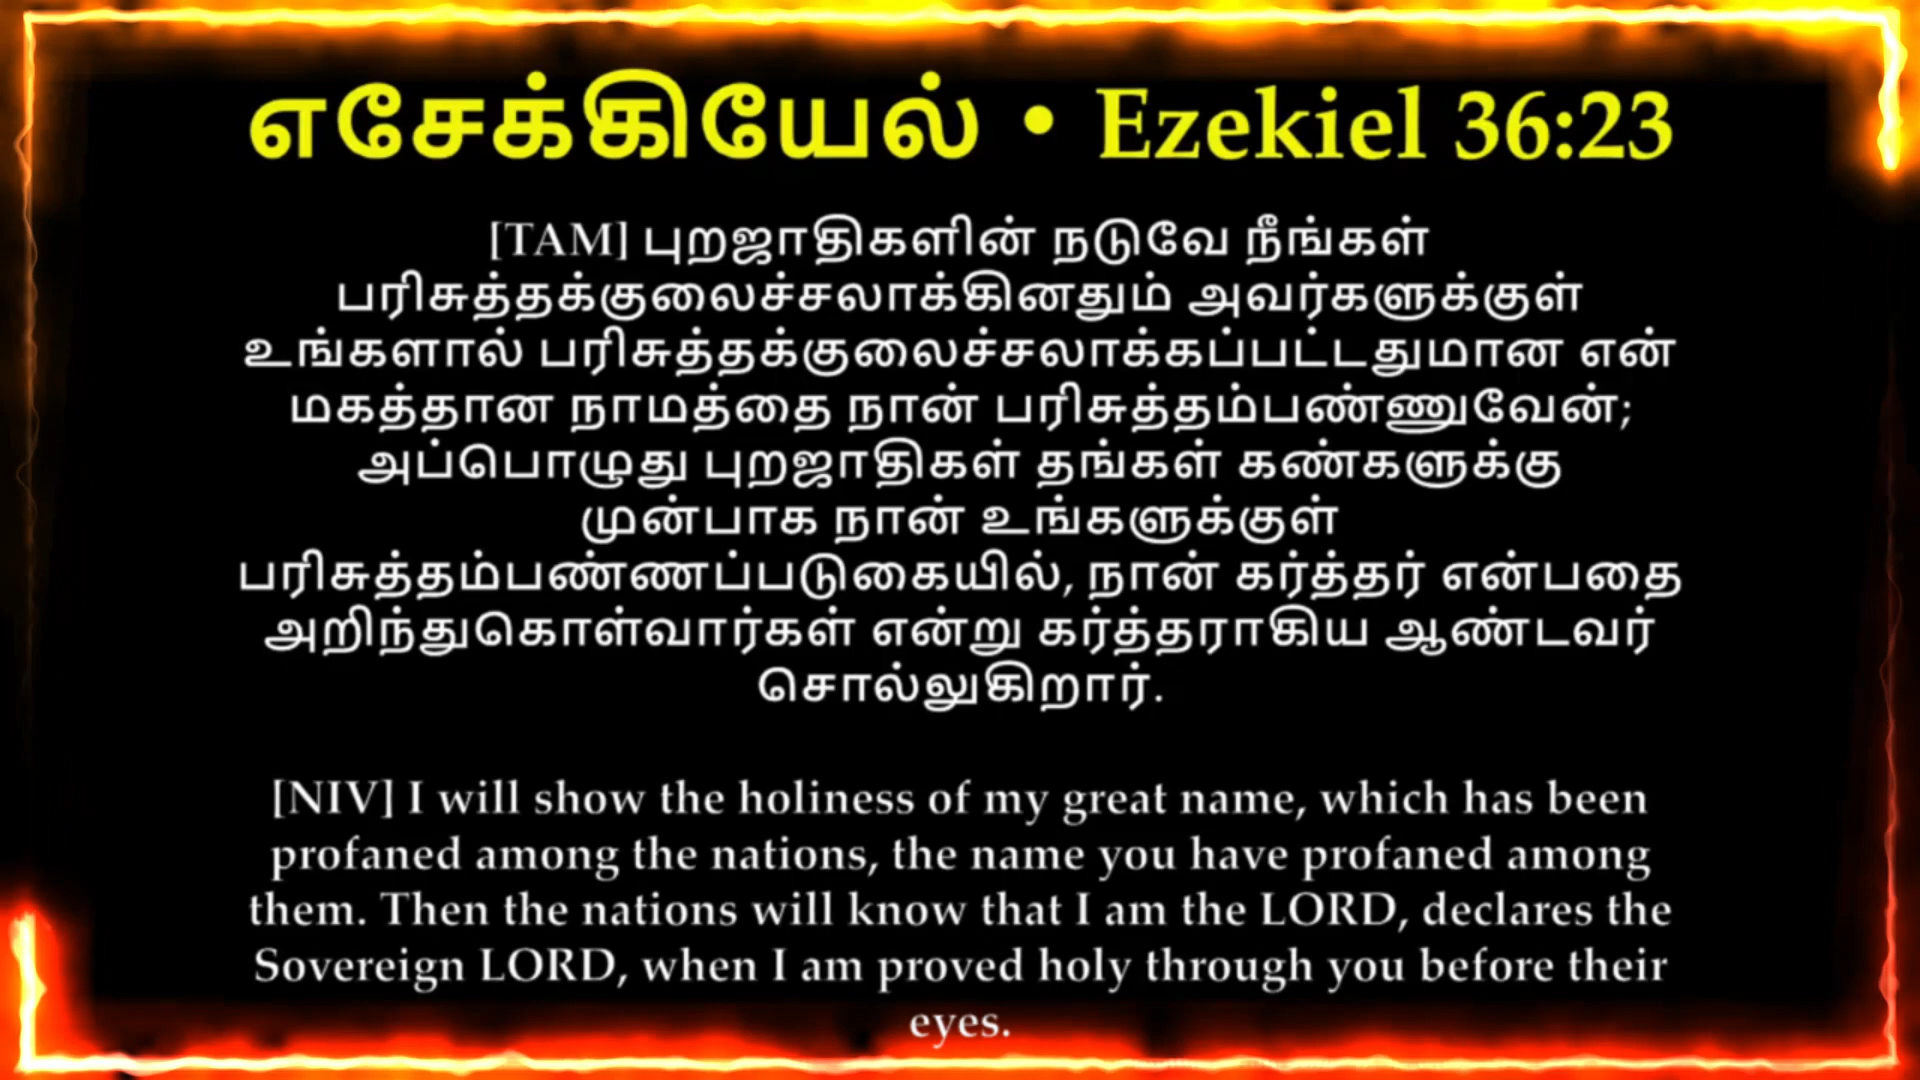 எசேக்கியேல் • Ezekiel 36:23
[TAM] புறஜாதிகளின் நடுவே நீங்கள்
பரிசுத்தக்குலைச்சலாக்கினதும் அவர்களுக்குள்
உங்களால் பரிசுத்தக்குலைச்சலாக்கப்பட்டதுமான என்
மகத்தான நாமத்தை நான் பரிசுத்தம்பண்ணுவேன்;
அப்பொழுது புறஜாதிகள் தங்கள் கண்களுக்கு
முன்பாக நான் உங்களுக்குள்
பரிசுத்தம்பண்ணப்படுகையில், நான் கர்த்தர் என்பதை
அறிந்துகொள்வார்கள் என்று கர்த்தராகிய ஆண்டவர்
சொல்லுகிறார்.
[NIV] I will show the holiness of my great name, which has been
profaned among the nations, the name you have profaned among
them. Then the nations will know that I am the LORD, declares the
Sovereign LORD, when I am proved holy through you before their
eyes.